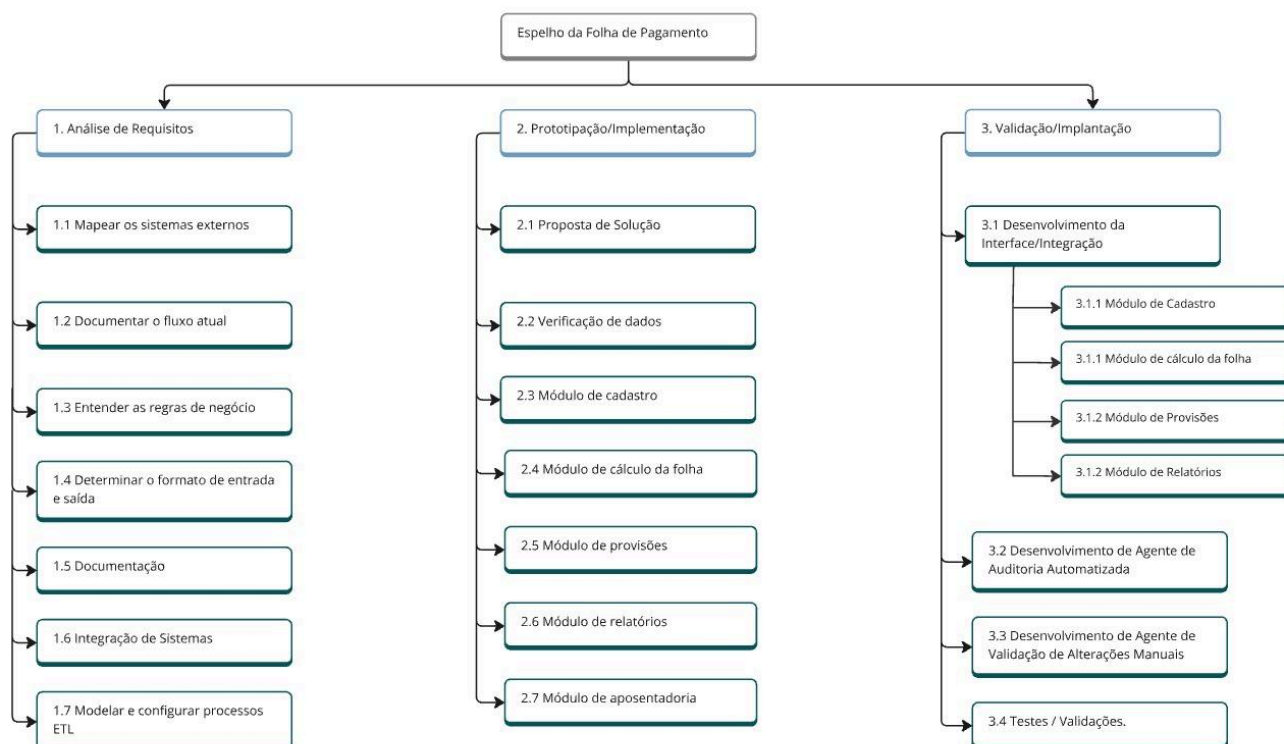 Espelho da Folha de Pagamento
1. Análise de Requisitos
1.1 Mapear os sistemas externos
1.2 Documentar o fluxo atual
1.3 Entender as regras de negócio
1.4 Determinar o formato de entrada
e saída
1.5 Documentação
1.6 Integração de Sistemas
1.7 Modelar e configurar processos
ETL
2. Prototipação/Implementação
2.1 Proposta de Solução
2.2 Verificação de dados
2.3 Módulo de cadastro
2.4 Módulo de cálculo da folha
2.5 Módulo de provisões
2.6 Módulo de relatórios
2.7 Módulo de aposentadoria
3. Validação/Implantação
3.1 Desenvolvimento da
Interface/Integração
3.1.1 Módulo de Cadastro
3.1.1 Módulo de cálculo da folha
3.1.2 Módulo de Provisões
3.1.2 Módulo de Relatórios
3.2 Desenvolvimento de Agente de
Auditoria Automatizada
3.3 Desenvolvimento de Agente de
Validação de Alterações Manuais
3.4 Testes / Validações.